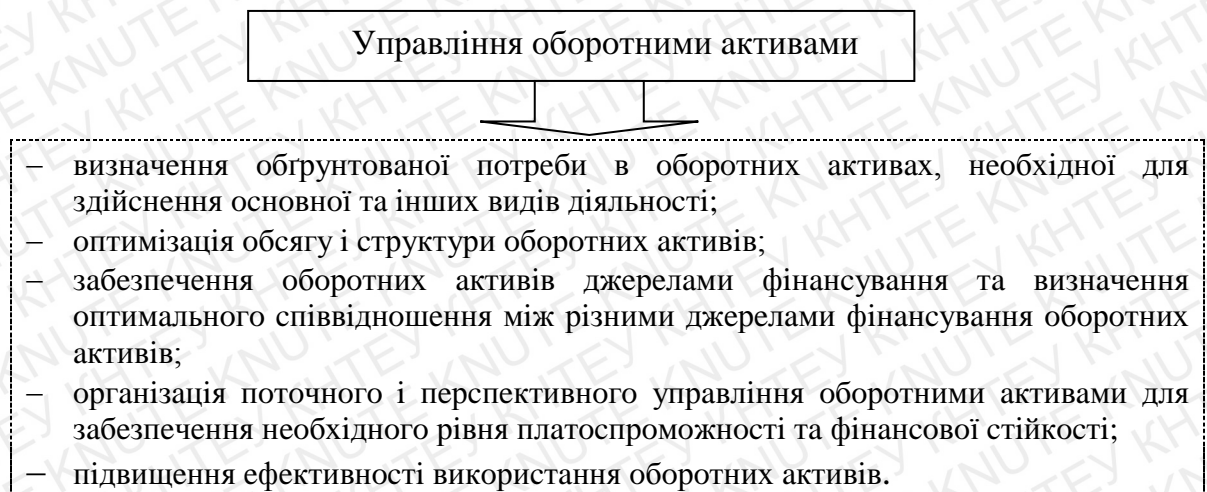 Управління оборотними активами
– визначення обґрунтованої потреби в оборотних активах, необхідної для
здійснення основної та інших видів діяльності;
– оптимізація обсягу і структури оборотних активів;
– забезпечення оборотних активів джерелами фінансування та визначення
оптимального співвідношення між різними джерелами фінансування оборотних
активів;
– організація поточного і перспективного управління оборотними активами для
забезпечення необхідного рівня платоспроможності та фінансової стійкості;
– підвищення ефективності використання оборотних активів.